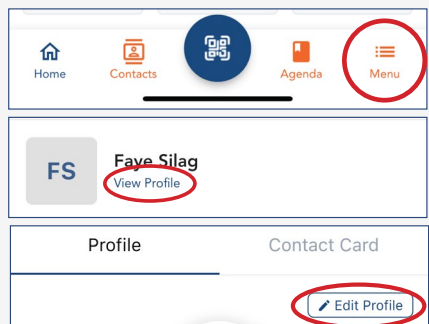 Home Contacts Agenda Menu
FS
Faye Silag
View Profile
Profile Contact Card
Edit Profile